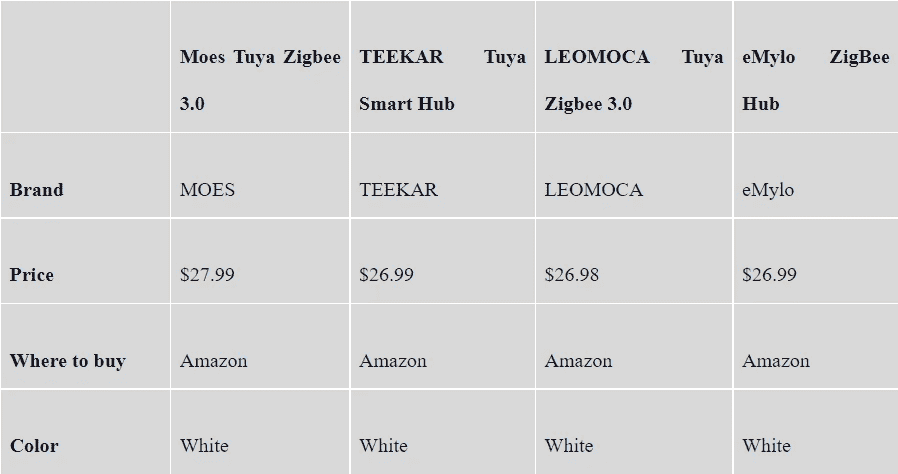 Moes Tuya Zigbee 3.0 TEEKAR Tuya Smart Hub LEOMOCA Tuya Zigbee 3.0 eMylo ZigBee Hub
Brand MOES TEEKAR LEOMOCA eMylo
Price $27.99 $26.99 $26.98 $26.99
Where to buy Amazon Amazon Amazon Amazon
Color White White White White